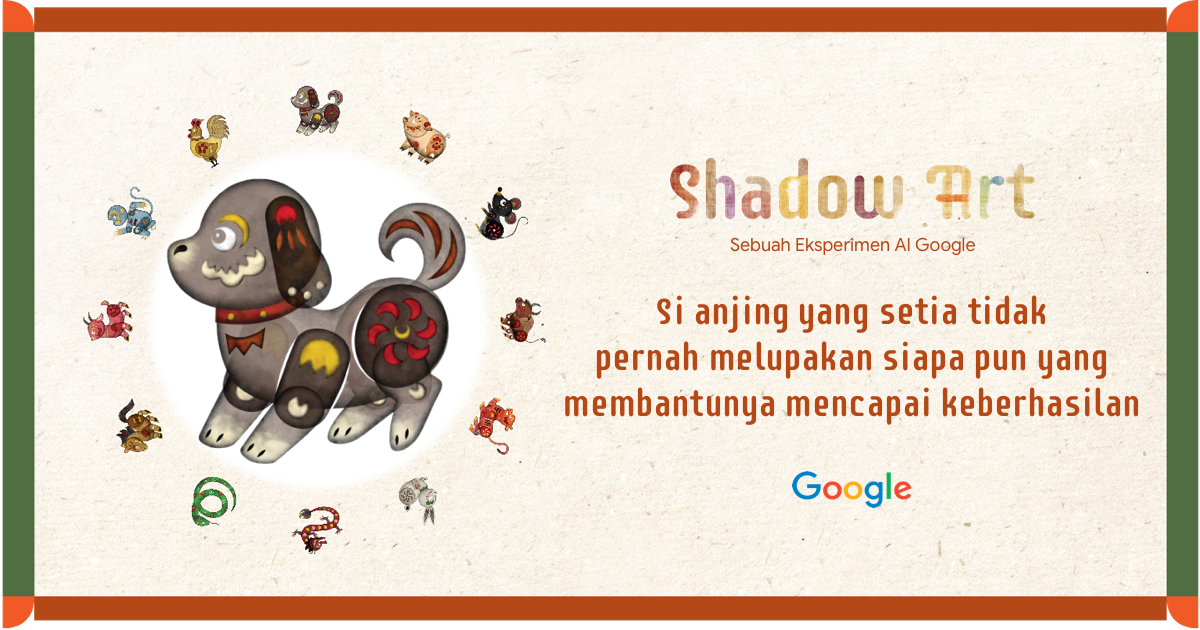 Shadow Art
Sebuah Eksperimen AI Google
Si anjing yang setia tidak
pernah melupakan siapa pun yang
membantunya mencapai keberhasilan
Google